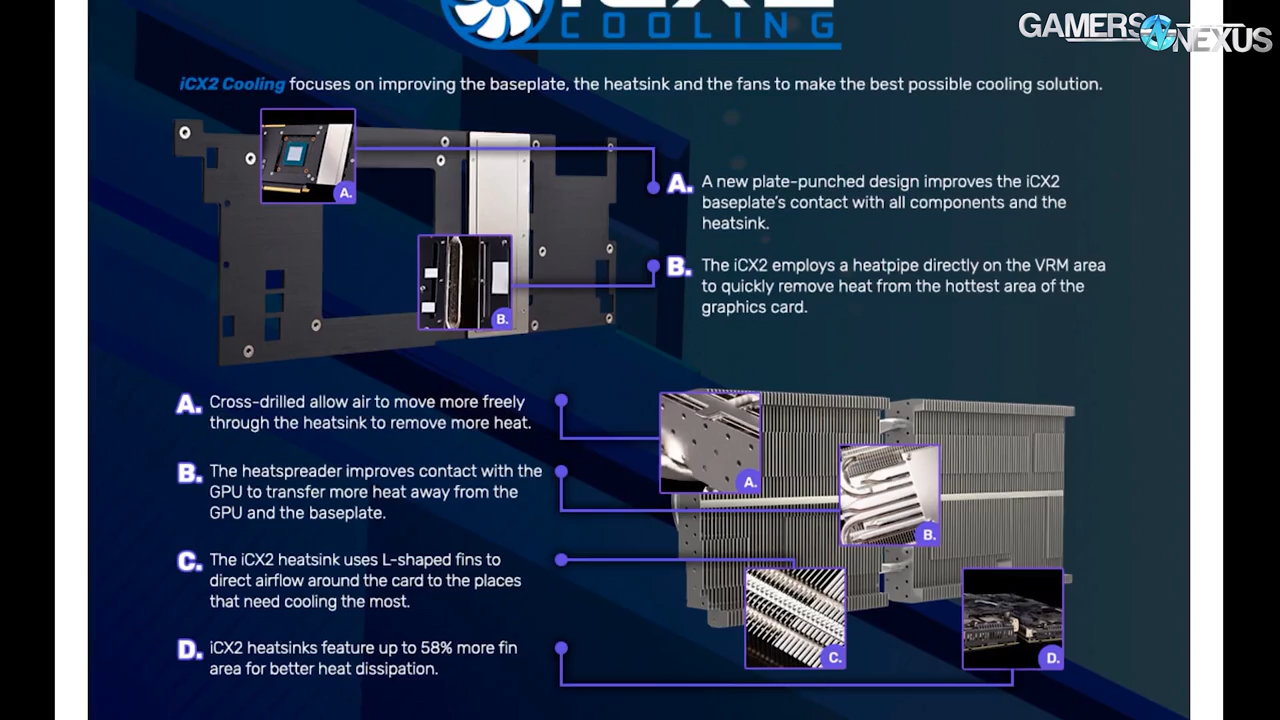 iCX2
COOLING
GAMERS NEXUS
iCX2 Cooling focuses on improving the baseplate, the heatsink and the fans to make the best possible cooling solution.
A.
A. A new plate-punched design improves the iCX2
baseplate's contact with all components and the
heatsink.
B. The iCX2 employs a heatpipe directly on the VRM area
to quickly remove heat from the hottest area of the
graphics card.
B.
A. Cross-drilled allow air to move more freely
through the heatsink to remove more heat.
A.
B. The heatspreader improves contact with the
GPU to transfer more heat away from the
GPU and the baseplate.
B.
C. The iCX2 heatsink uses L-shaped fins to
direct airflow around the card to the places
that need cooling the most.
C.
D. iCX2 heatsinks feature up to 58% more fin
area for better heat dissipation.
D.